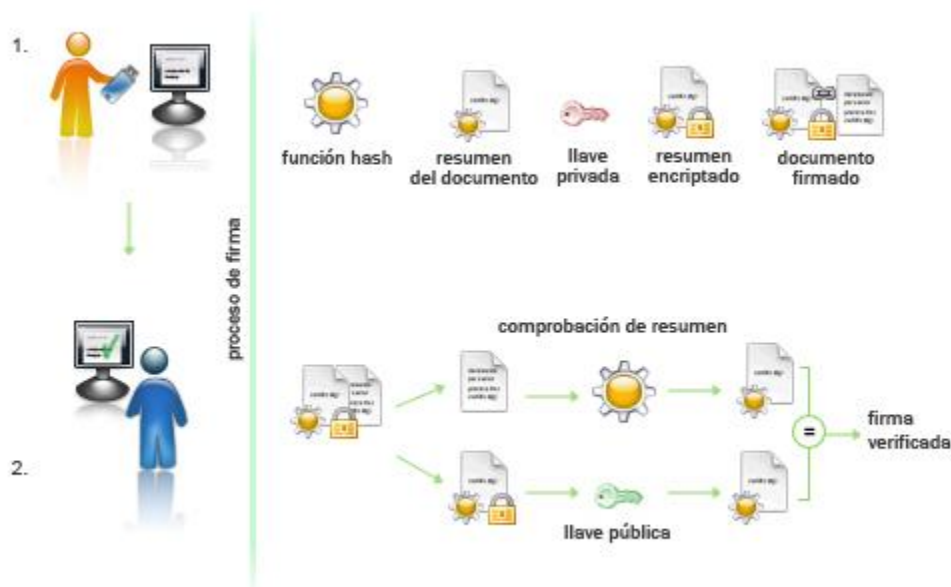 1.
función hash
resumen
del documento
llave
privada
resumen
encriptado
documento
firmado
proceso de firma
comprobación de resumen
firma
verificada
2.
llave pública